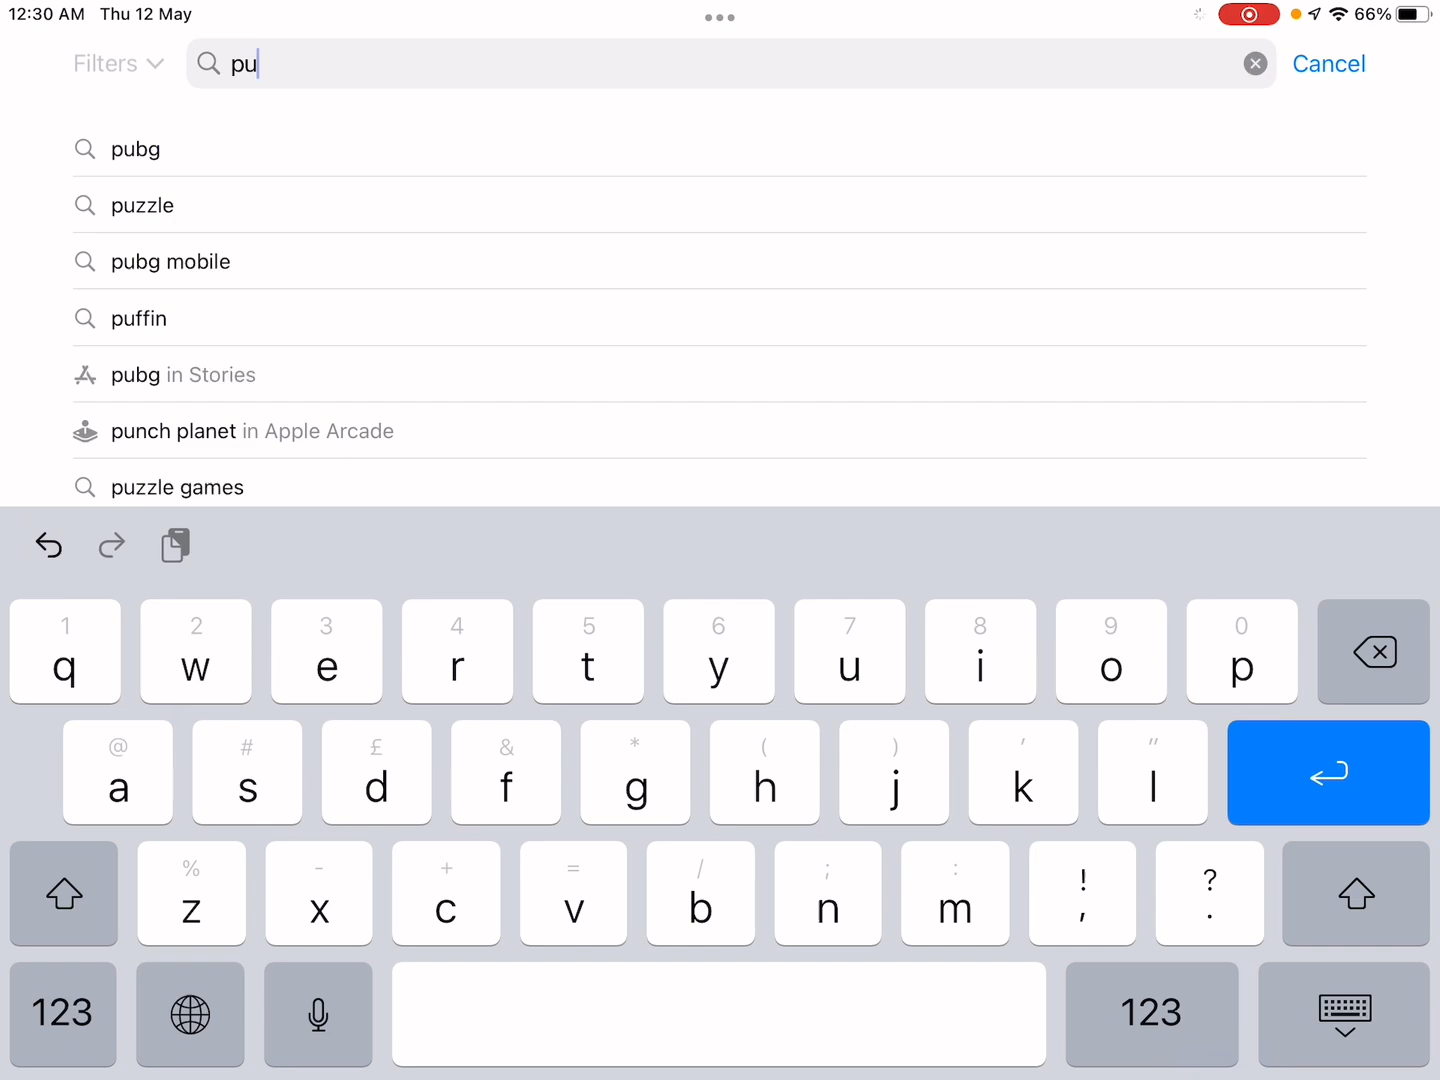 12:30 AM Thu 12 May 66%
Filters pu Cancel
pubg
puzzle
pubg mobile
puffin
pubg in Stories
punch planet in Apple Arcade
puzzle games
1 2 3 4 5 6 7 8 9 0
q w e r t y u i o p
@ # £ & * ( ) ' "
a s d f g h j k l
% - + = / ; : ! ?
z x c v b n m , .
123 123